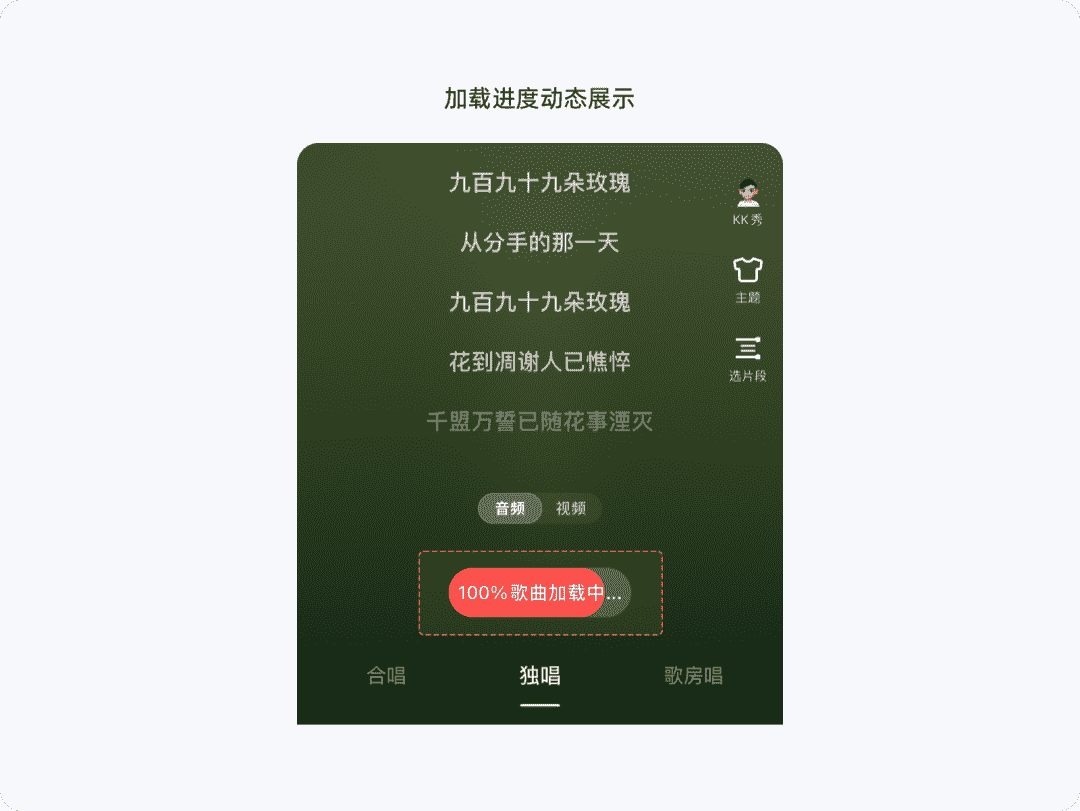 加载进度动态展示
九百九十九朵玫瑰
KK秀
从分手的那一天
主题
九百九十九朵玫瑰
花到凋谢人已憔悴
选片段
千盟万誓已随花事湮灭
音频 视频
100%歌曲加载中...
合唱 独唱 歌房唱